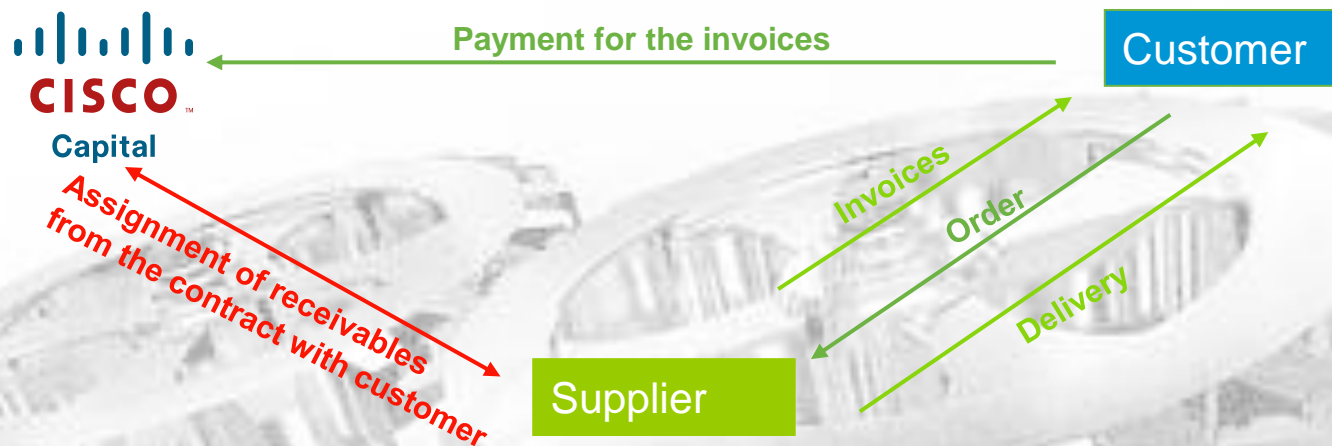 Payment for the invoices
Customer
CISCO
TM
Capital
Assignment of receivables
from the contract with customer
Invoices
Order
Delivery
Supplier